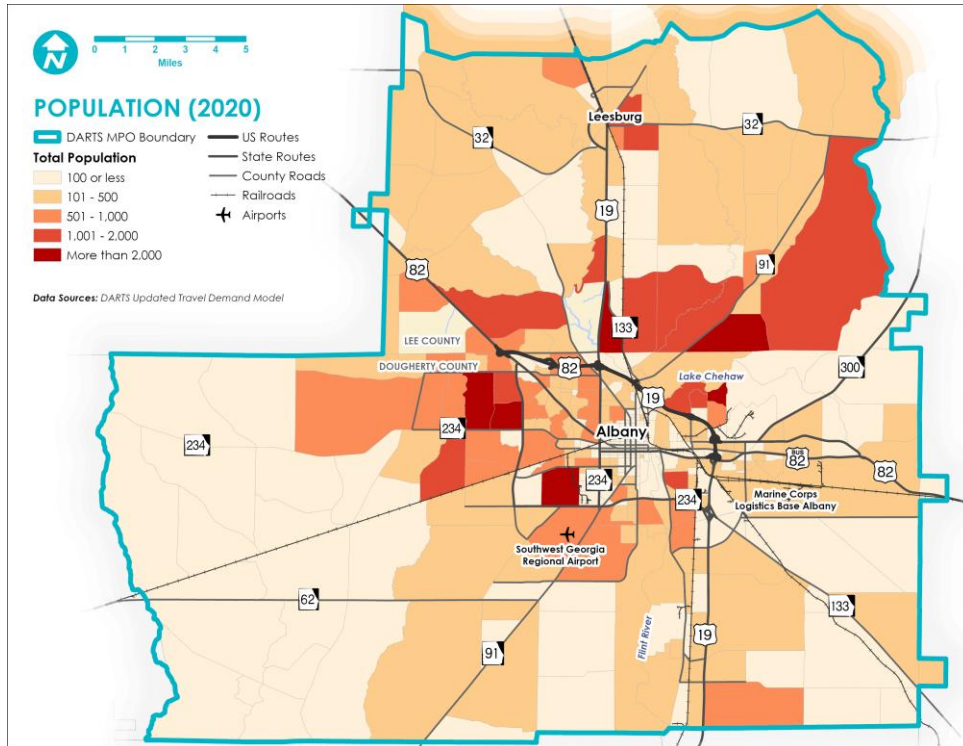 N
0 1 2 3 4 5
Miles
POPULATION (2020)
DARTS MPO Boundary
Total Population
100 or less
101 - 500
501 - 1,000
1,001 - 2,000
More than 2,000
US Routes
State Routes
County Roads
Railroads
Airports
Data Sources: DARTS Updated Travel Demand Model
Leesburg
32
32
19
82
91
133
LEE COUNTY
DOUGHERTY COUNTY
82
300
Lake Chehaw
19
Albany
234
234
BUS
82
82
234
234
Marine Corps
Logistics Base Albany
Southwest Georgia
Regional Airport
62
133
Flint River
19
91